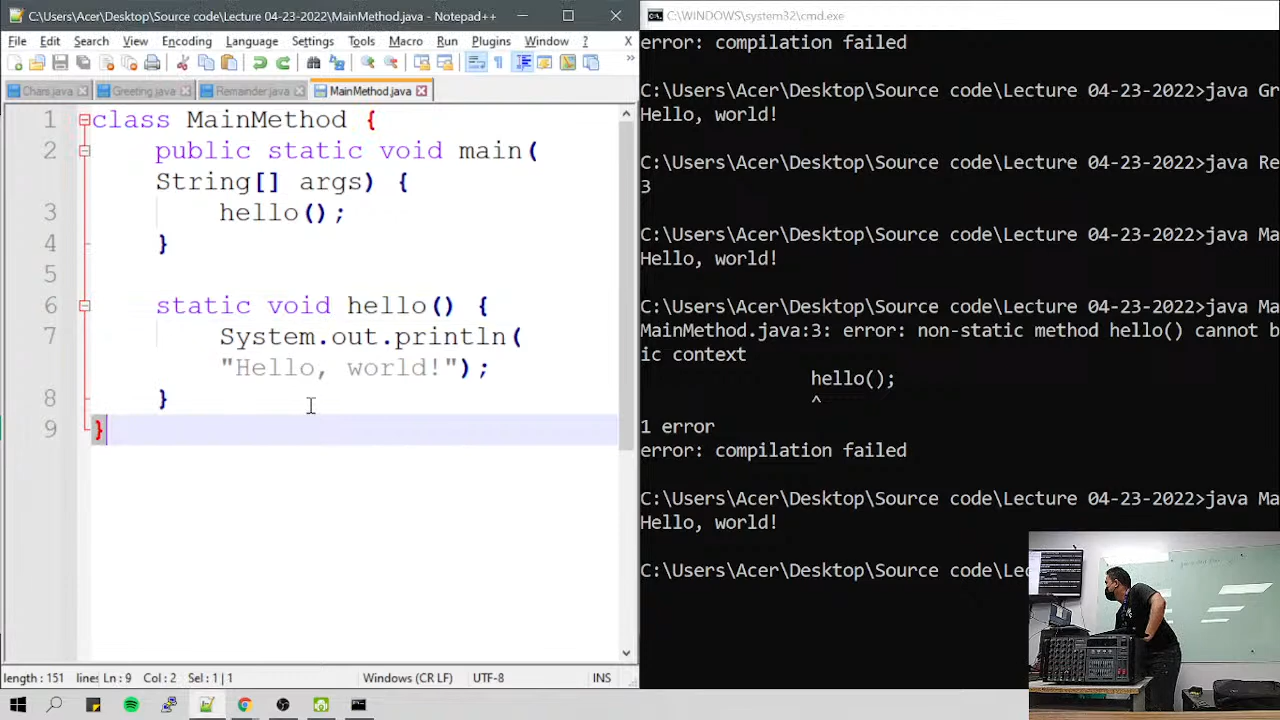 C:\Users\Acer\Desktop\Source code\Lecture 04-23-2022\MainMethod.java - Notepad++
File Edit Search View Encoding Language Settings Tools Macro Run Plugins Window ? X
Chars.java Greeting.java Remainder.java MainMethod.java
1 class MainMethod {
2 public static void main(
String[] args) {
3 hello();
4 }
5
6 static void hello() {
7 System.out.println(
"Hello, world!");
8 }
9 }
length : 151 lines Ln : 9 Col : 2 Sel : 1 | 1 Windows (CR LF) UTF-8 INS
C:\WINDOWS\system32\cmd.exe
error: compilation failed
C:\Users\Acer\Desktop\Source code\Lecture 04-23-2022>java Gr
Hello, world!
C:\Users\Acer\Desktop\Source code\Lecture 04-23-2022>java Re
3
C:\Users\Acer\Desktop\Source code\Lecture 04-23-2022>java Ma
Hello, world!
C:\Users\Acer\Desktop\Source code\Lecture 04-23-2022>java Ma
MainMethod.java:3: error: non-static method hello() cannot b
ic context
hello();
^
1 error
error: compilation failed
C:\Users\Acer\Desktop\Source code\Lecture 04-23-2022>java Ma
Hello, world!
C:\Users\Acer\Desktop\Source code\Lec